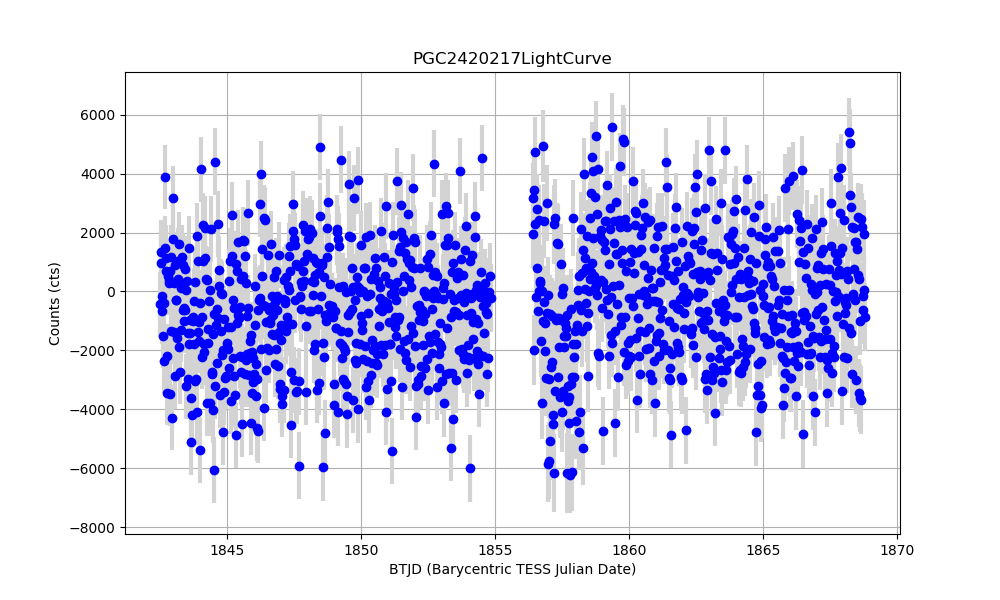 PGC2420217LightCurve
6000
4000
2000
0
−2000
−4000
−6000
−8000
Counts (cts)
1845 1850 1855 1860 1865 1870
BTJD (Barycentric TESS Julian Date)